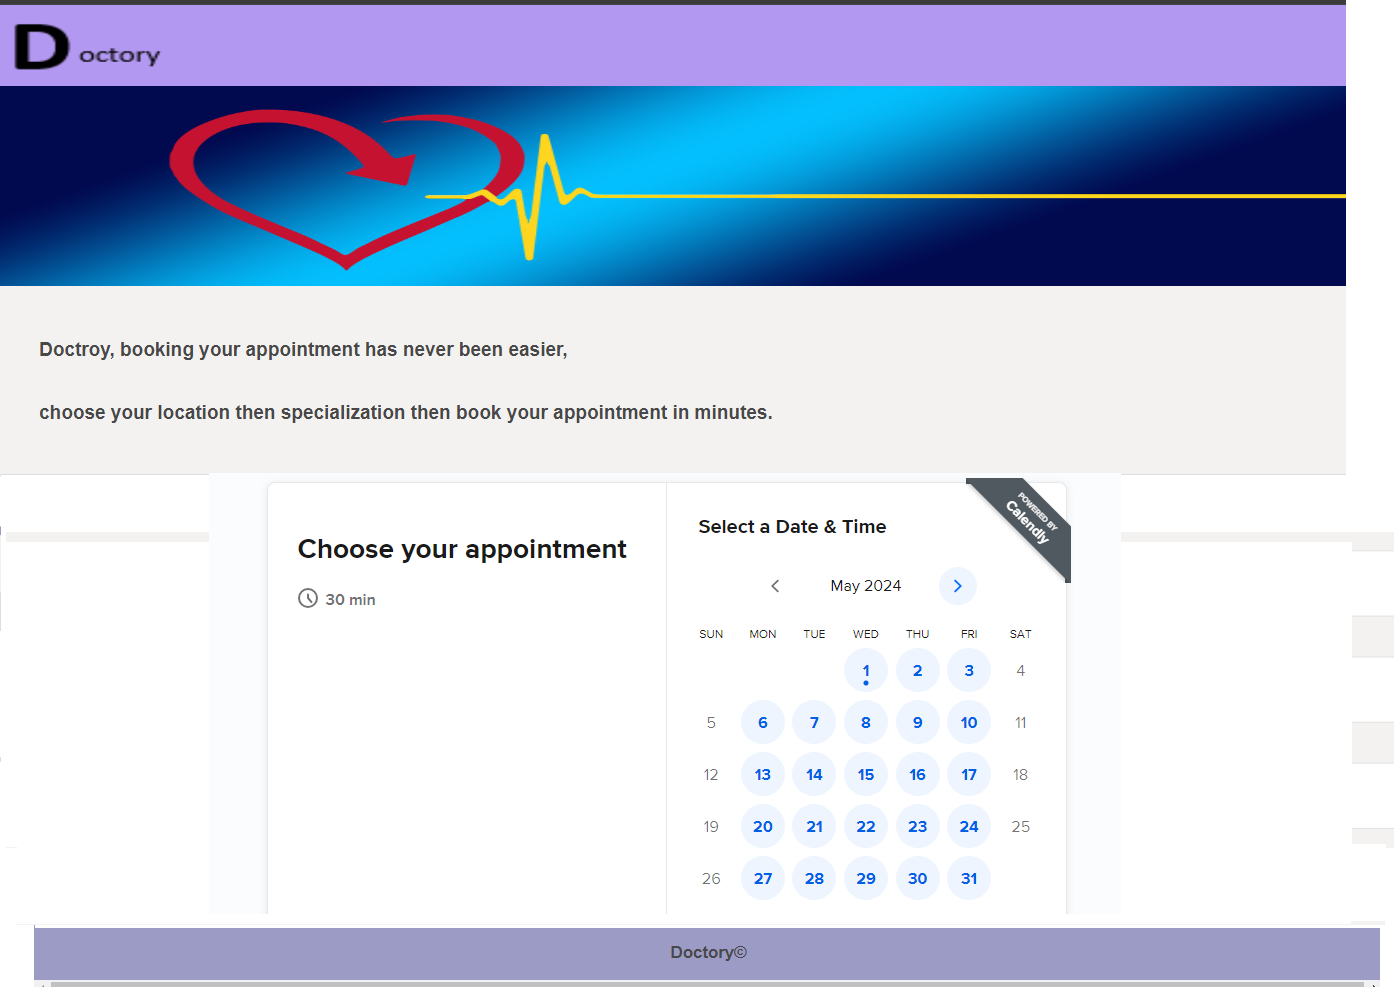 Doctory
Doctroy, booking your appointment has never been easier,
choose your location then specialization then book your appointment in minutes.
Choose your appointment
30 min
POWERED BY
Calendly
Select a Date & Time
May 2024
SUN MON TUE WED THU FRI SAT
1 2 3 4
5 6 7 8 9 10 11
12 13 14 15 16 17 18
19 20 21 22 23 24 25
26 27 28 29 30 31
Doctory©